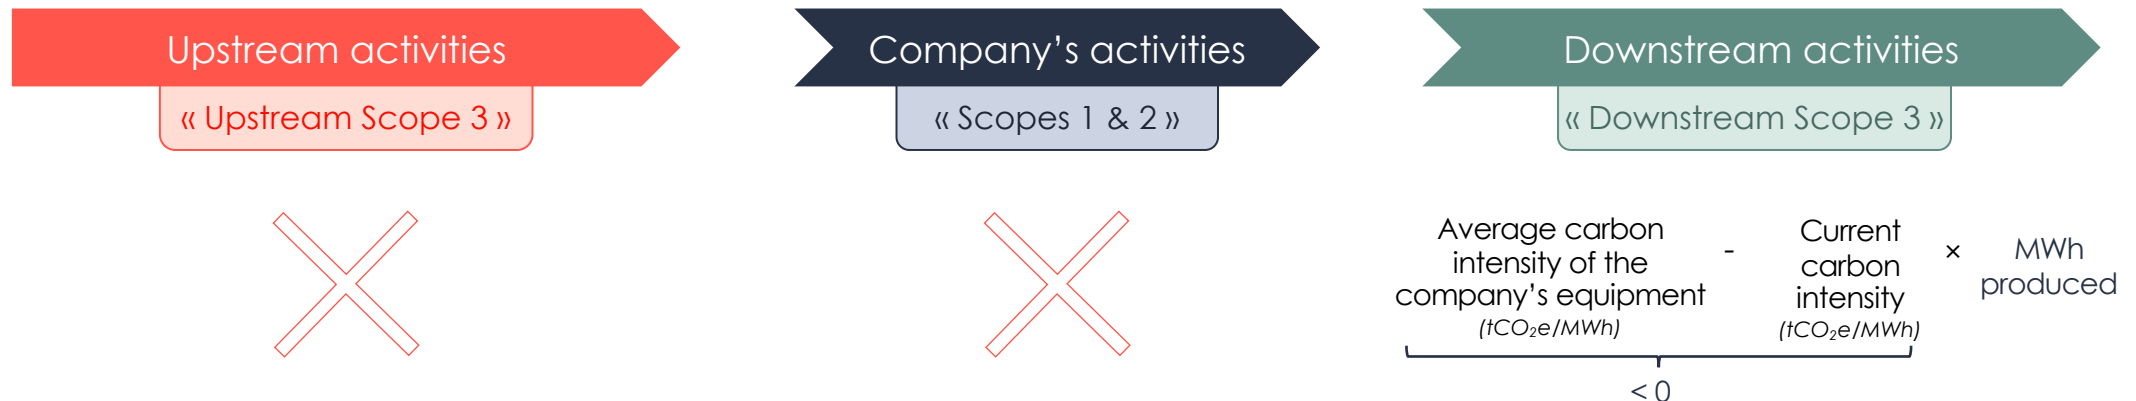 Upstream activities
« Upstream Scope 3 »
Company’s activities
« Scopes 1 & 2 »
Downstream activities
« Downstream Scope 3 »
Average carbon
intensity of the
company’s equipment
(tCO₂e/MWh)
-
Current
carbon
intensity
(tCO₂e/MWh)
×
MWh
produced
< 0